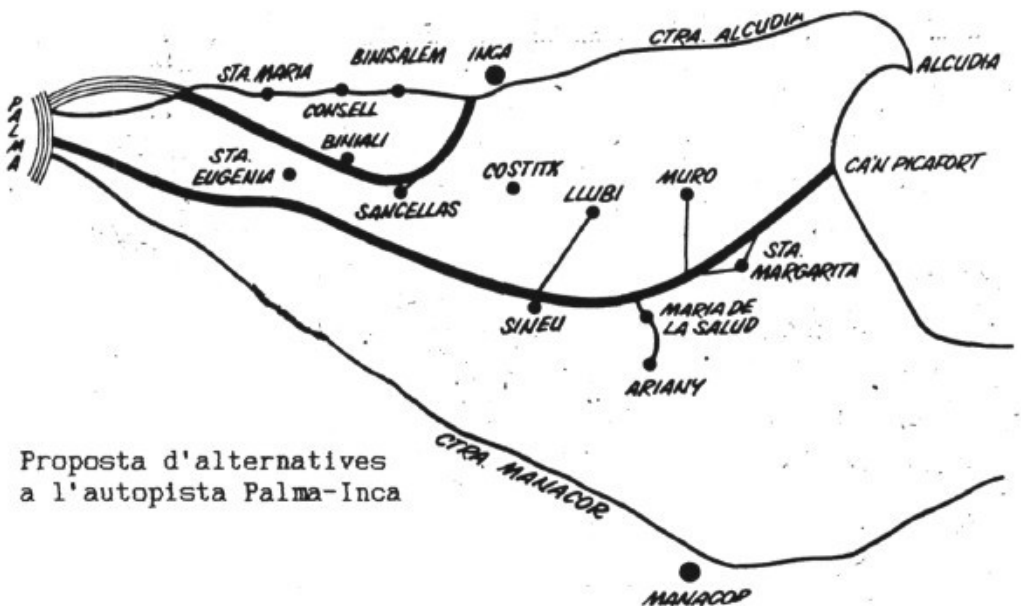 CTRA. ALCUDIA
STA. MARIA
BINISALEM
INCA
ALCUDIA
PALMA
CONSELL
BINIALI
STA.
EUGENIA
SANCELLAS
COSTITX
LLUBI
MURO
CA'N PICAFORT
STA.
MARGARITA
SINEU
MARIA DE
LA SALUD
ARIANY
CTRA. MANACOR
Proposta d'alternatives
a l'autopista Palma-Inca
MANACOR